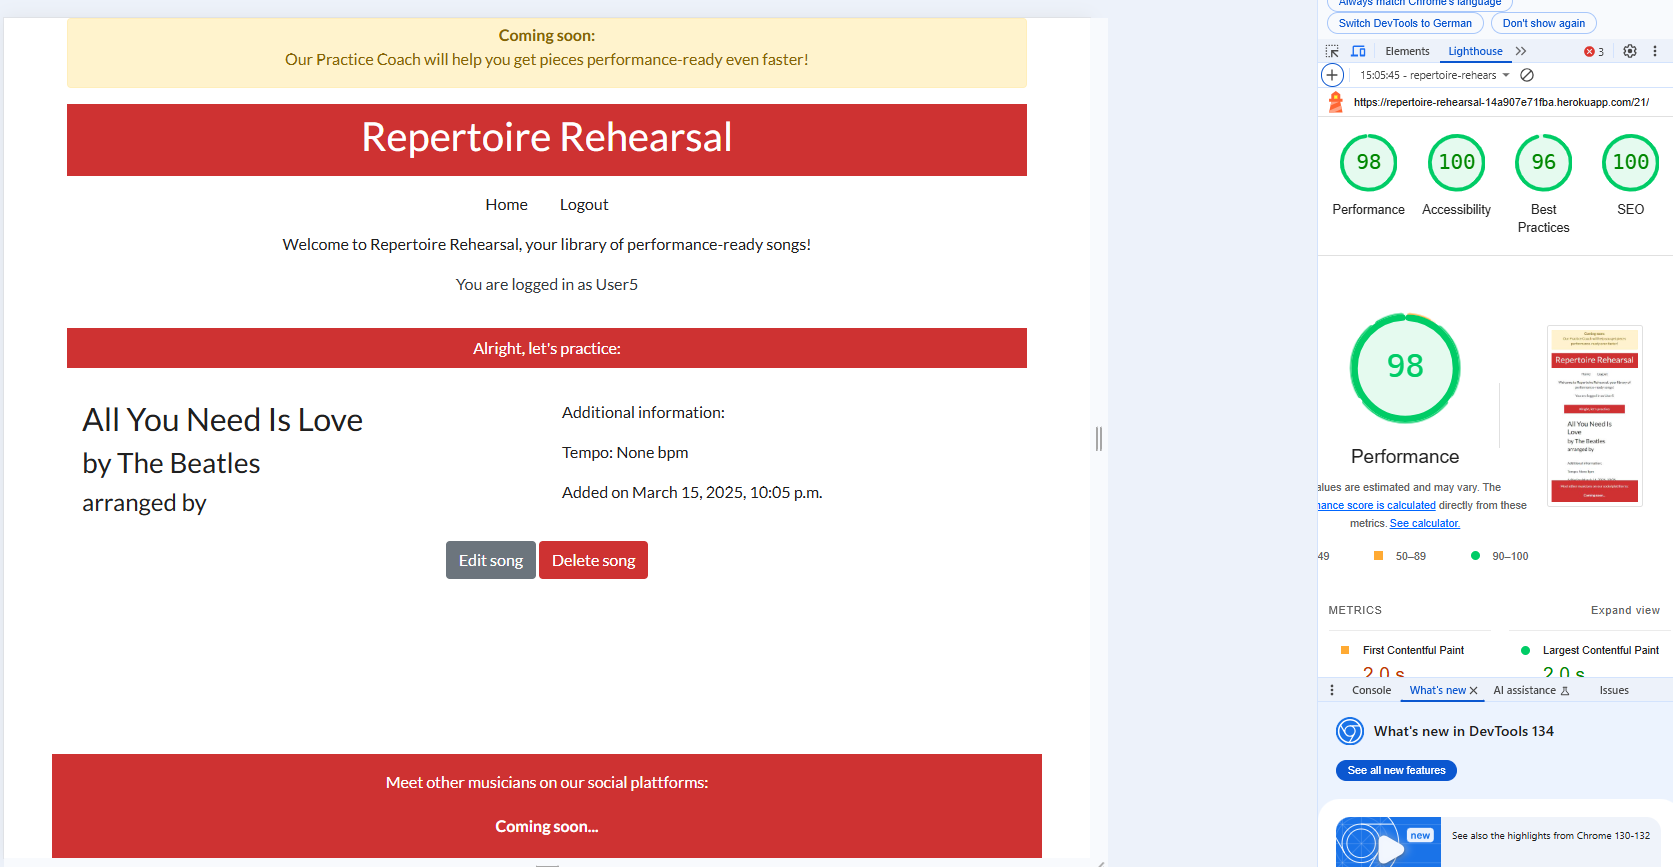 Coming soon:
Our Practice Coach will help you get pieces performance-ready even faster!
Repertoire Rehearsal
Home Logout
Welcome to Repertoire Rehearsal, your library of performance-ready songs!
You are logged in as User5
Alright, let's practice:
All You Need Is Love
by The Beatles
arranged by
Additional information:
Tempo: None bpm
Added on March 15, 2025, 10:05 p.m.
Edit song Delete song
Meet other musicians on our social plattforms:
Coming soon...
Always match Chrome's language
Switch DevTools to German Don't show again
Elements Lighthouse 3
15:05:45 - repertoire-rehears
https://repertoire-rehearsal-14a907e71fba.herokuapp.com/21/
98 100 96 100
Performance Accessibility Best Practices SEO
98
Performance
alues are estimated and may vary. The
nance score is calculated directly from these
metrics. See calculator.
49 50–89 90–100
METRICS Expand view
First Contentful Paint Largest Contentful Paint
2.0 s 2.0 s
Console What's new AI assistance Issues
What's new in DevTools 134
See all new features
new
See also the highlights from Chrome 130-132